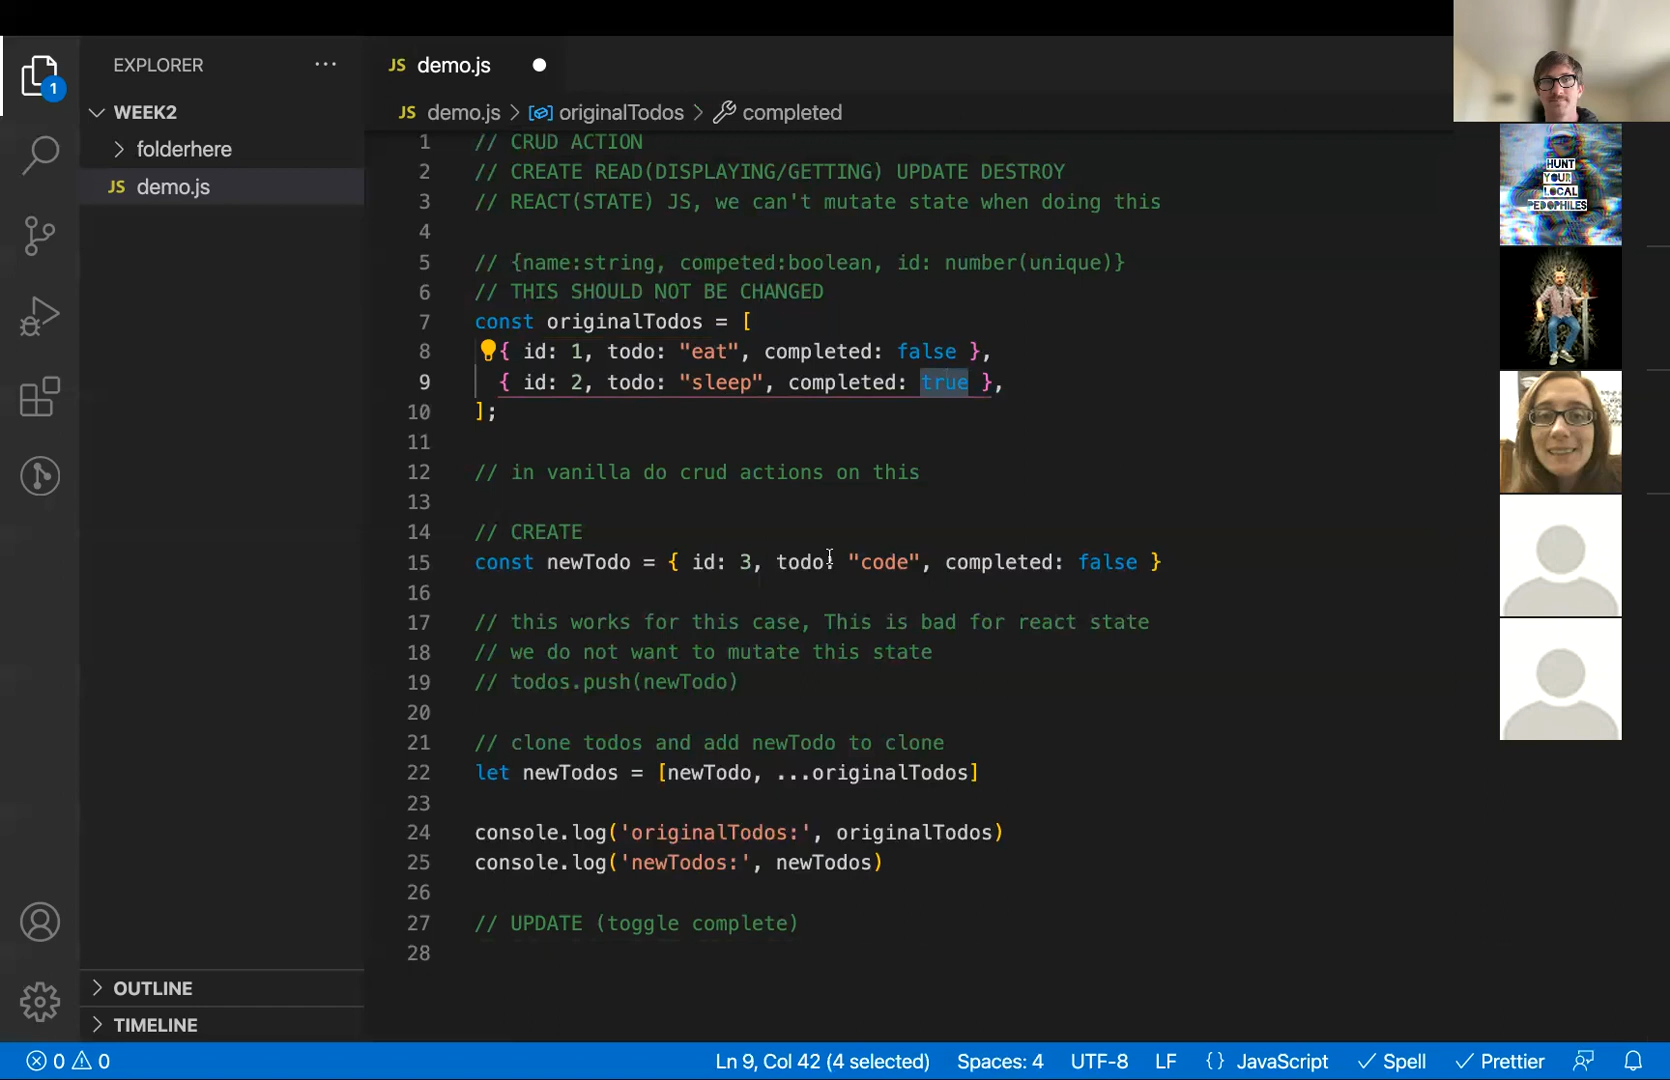 EXPLORER
JS demo.js
1
JS demo.js > originalTodos > completed
WEEK2
folderhere
JS demo.js
1 // CRUD ACTION
2 // CREATE READ(DISPLAYING/GETTING) UPDATE DESTROY
3 // REACT(STATE) JS, we can't mutate state when doing this
4
5 // {name:string, competed:boolean, id: number(unique)}
6 // THIS SHOULD NOT BE CHANGED
7 const originalTodos = [
8 { id: 1, todo: "eat", completed: false },
9 { id: 2, todo: "sleep", completed: true },
10 ];
11
12 // in vanilla do crud actions on this
13
14 // CREATE
15 const newTodo = { id: 3, todo: "code", completed: false }
16
17 // this works for this case, This is bad for react state
18 // we do not want to mutate this state
19 // todos.push(newTodo)
20
21 // clone todos and add newTodo to clone
22 let newTodos = [newTodo, ...originalTodos]
23
24 console.log('originalTodos:', originalTodos)
25 console.log('newTodos:', newTodos)
26
27 // UPDATE (toggle complete)
28
HUNT
YOUR
LOCAL
PEDOPHILES
OUTLINE
TIMELINE
0 0 Ln 9, Col 42 (4 selected) Spaces: 4 UTF-8 LF {} JavaScript Spell Prettier